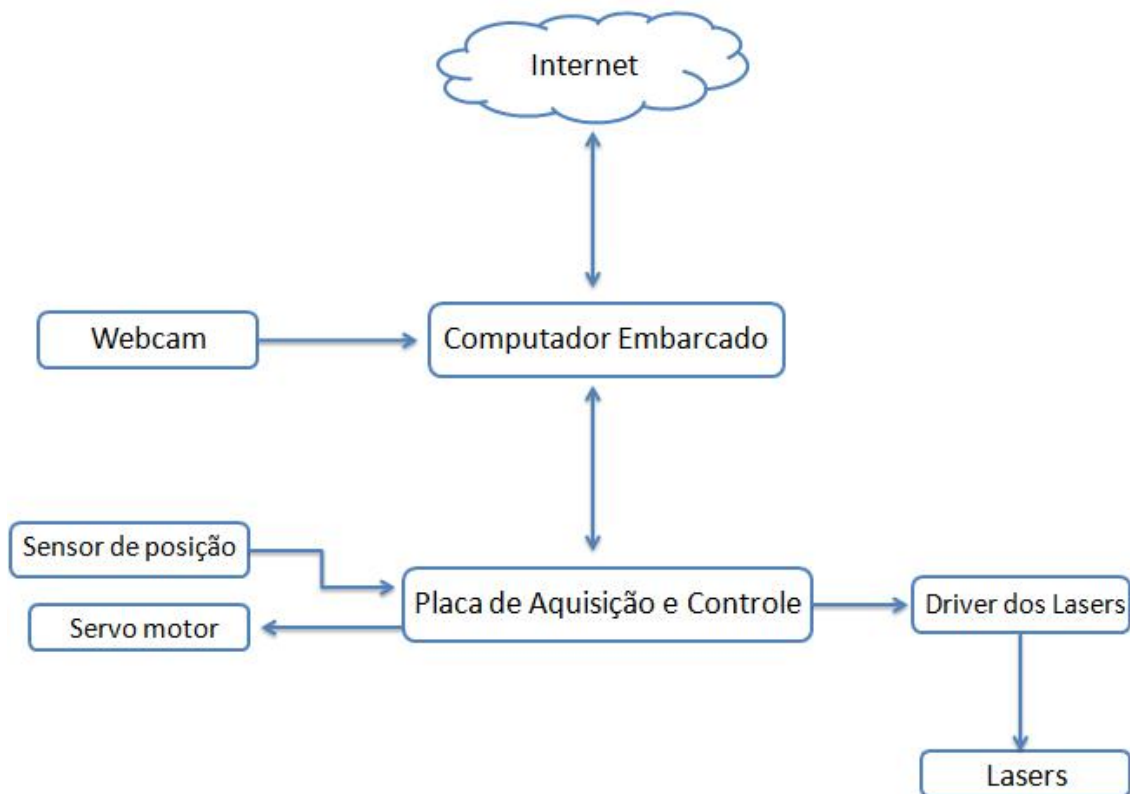 Internet
Webcam
Computador Embarcado
Sensor de posição
Placa de Aquisição e Controle
Driver dos Lasers
Servo motor
Lasers